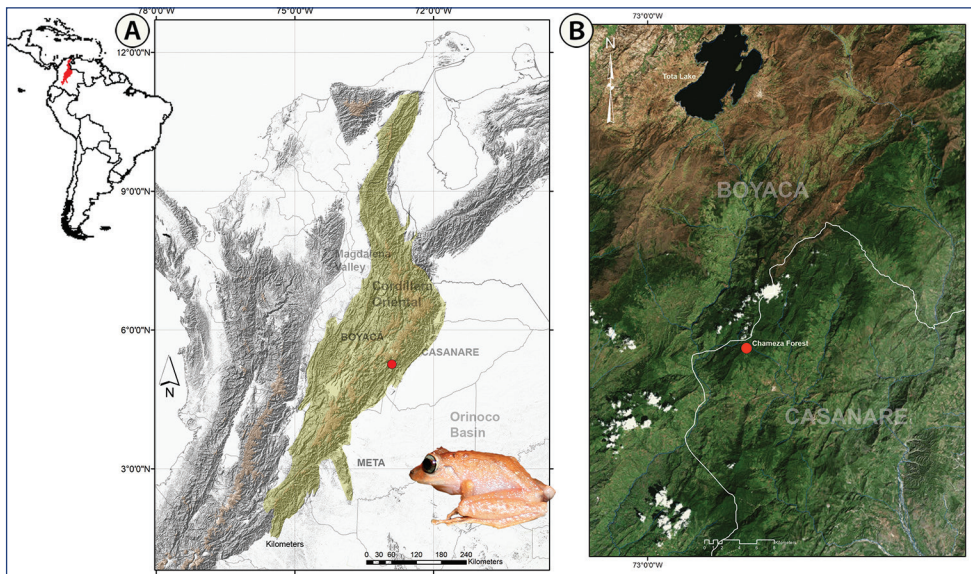 A
78°0'0"W
75°0'0"W
72°0'0"W
12°0'0"N
9°0'0"N
6°0'0"N
3°0'0"N
Magdalena
Valley
Cordillera
Oriental
BOYACA
CASANARE
Orinoco
Basin
META
N
Kilometers
0 30 60 120 180 240
Kilometers
B
73°0'0"W
N
Tota Lake
BOYACA
Chameza Forest
CASANARE
Kilometers
73°0'0"W